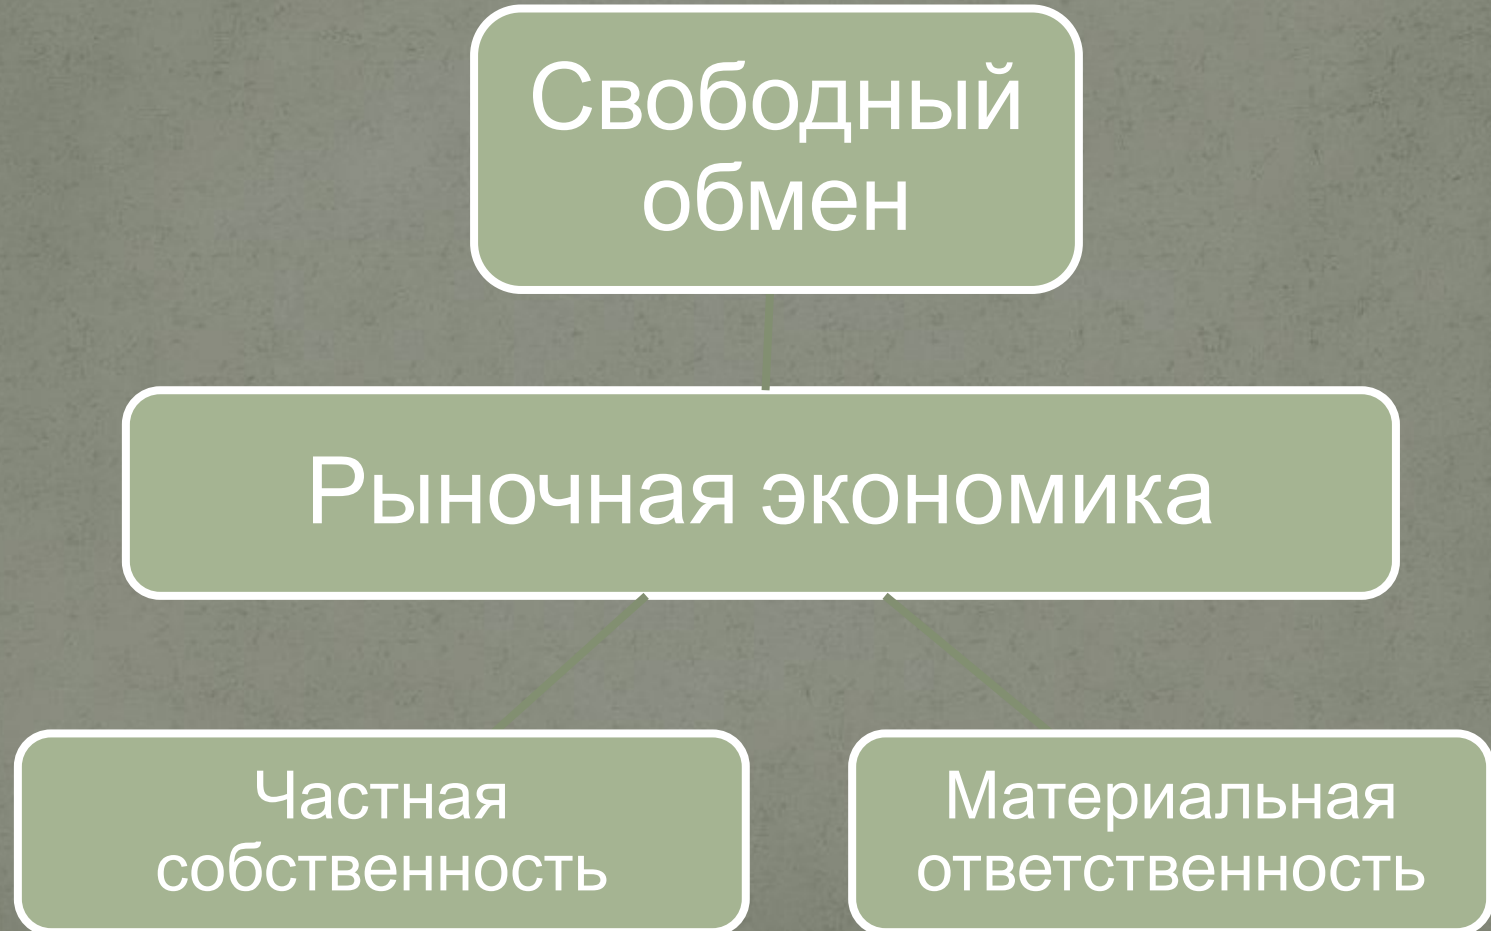 Свободный
обмен
Рыночная экономика
Частная
собственность
Материальная
ответственность